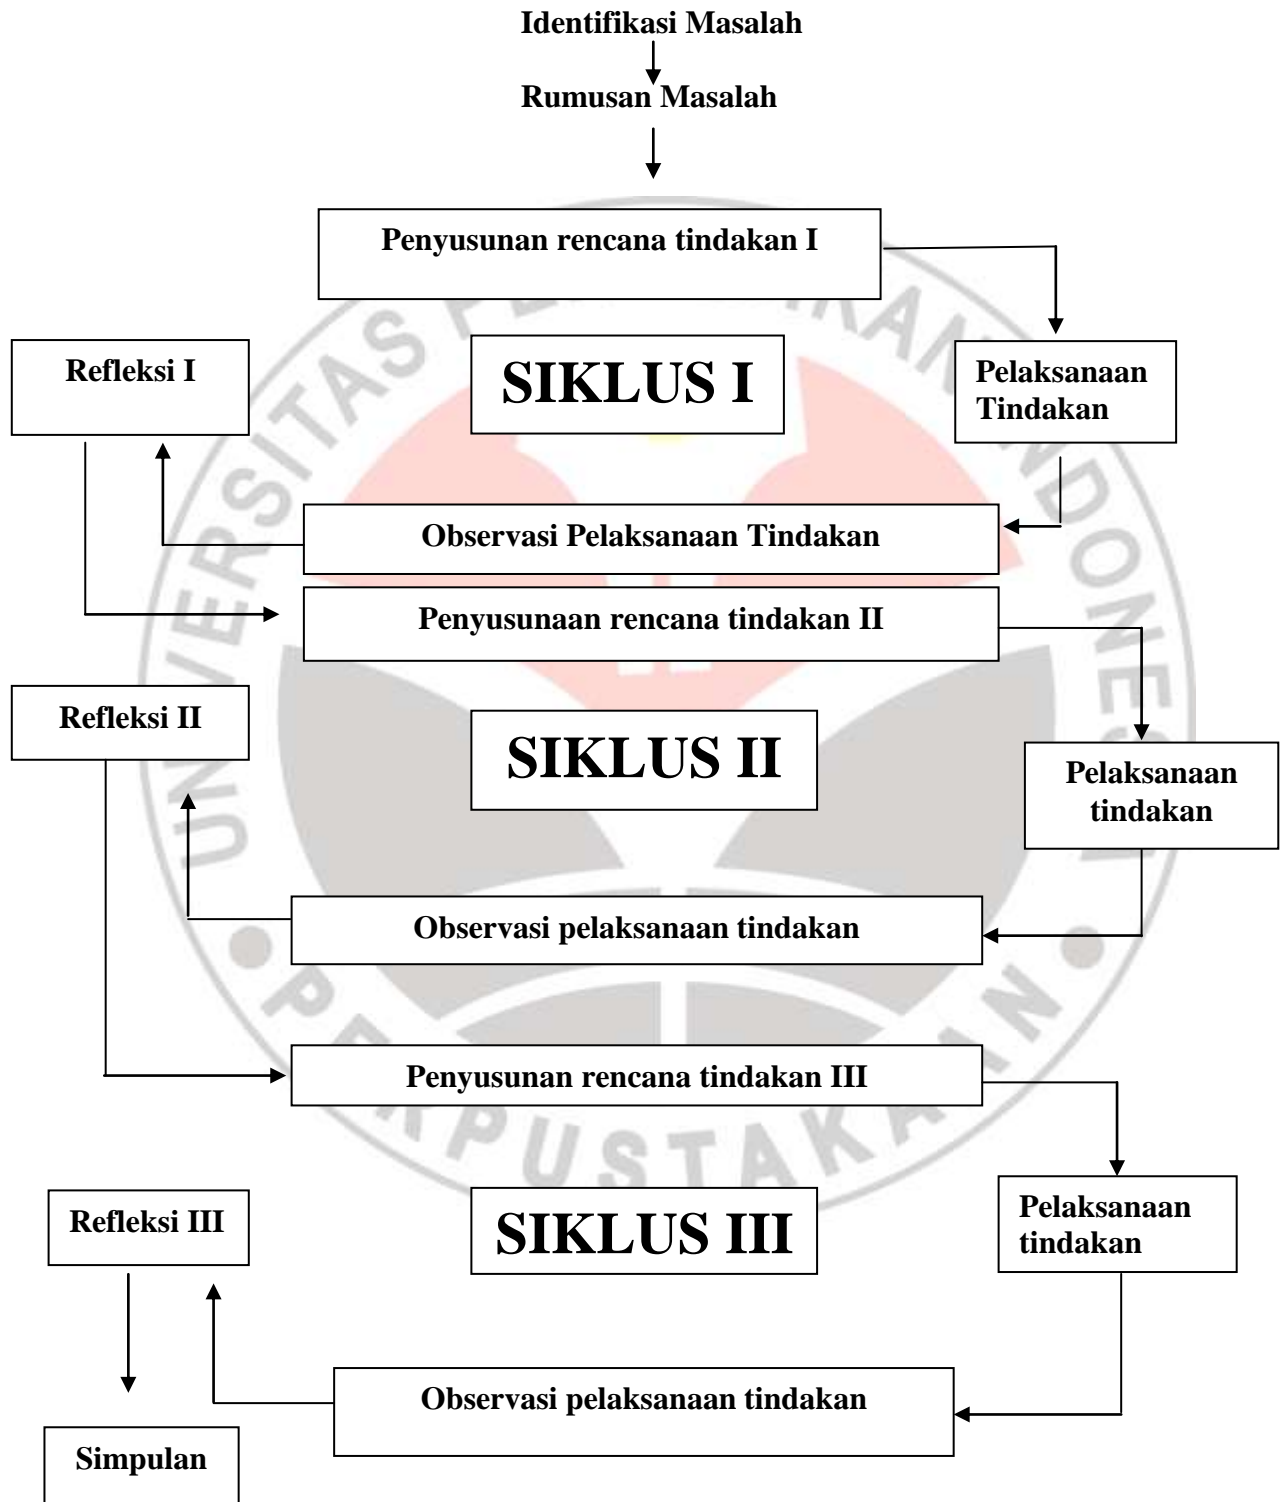 Identifikasi Masalah
Rumusan Masalah
Penyusunan rencana tindakan I
Refleksi I
SIKLUS I
Pelaksanaan
Tindakan
Observasi Pelaksanaan Tindakan
Penyusunaan rencana tindakan II
Refleksi II
SIKLUS II
Pelaksanaan
tindakan
Observasi pelaksanaan tindakan
Penyusunan rencana tindakan III
Refleksi III
SIKLUS III
Pelaksanaan
tindakan
Observasi pelaksanaan tindakan
Simpulan
UNIVERSITAS
PERPUSTAKAAN